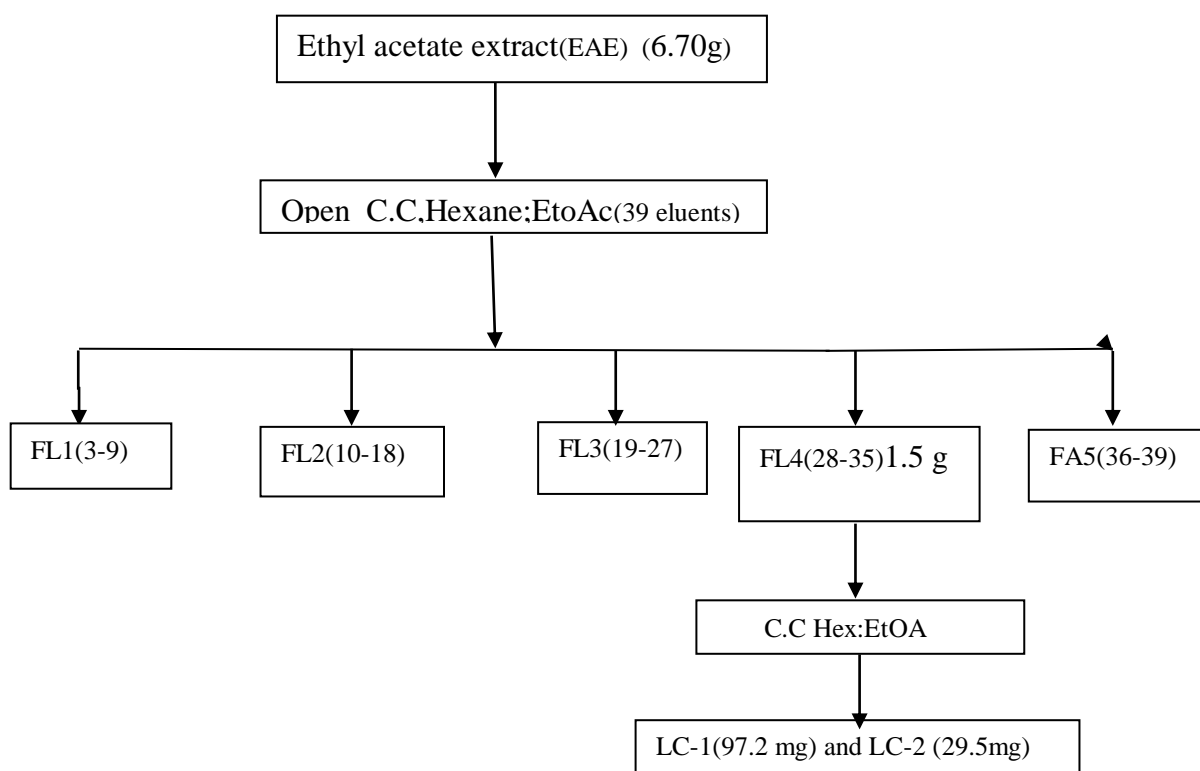 Ethyl acetate extract(EAE) (6.70g)
Open C.C,Hexane;EtoAc(39 eluents)
FL1(3-9)
FL2(10-18)
FL3(19-27)
FL4(28-35)1.5 g
FA5(36-39)
C.C Hex:EtOA
LC-1(97.2 mg) and LC-2 (29.5mg)